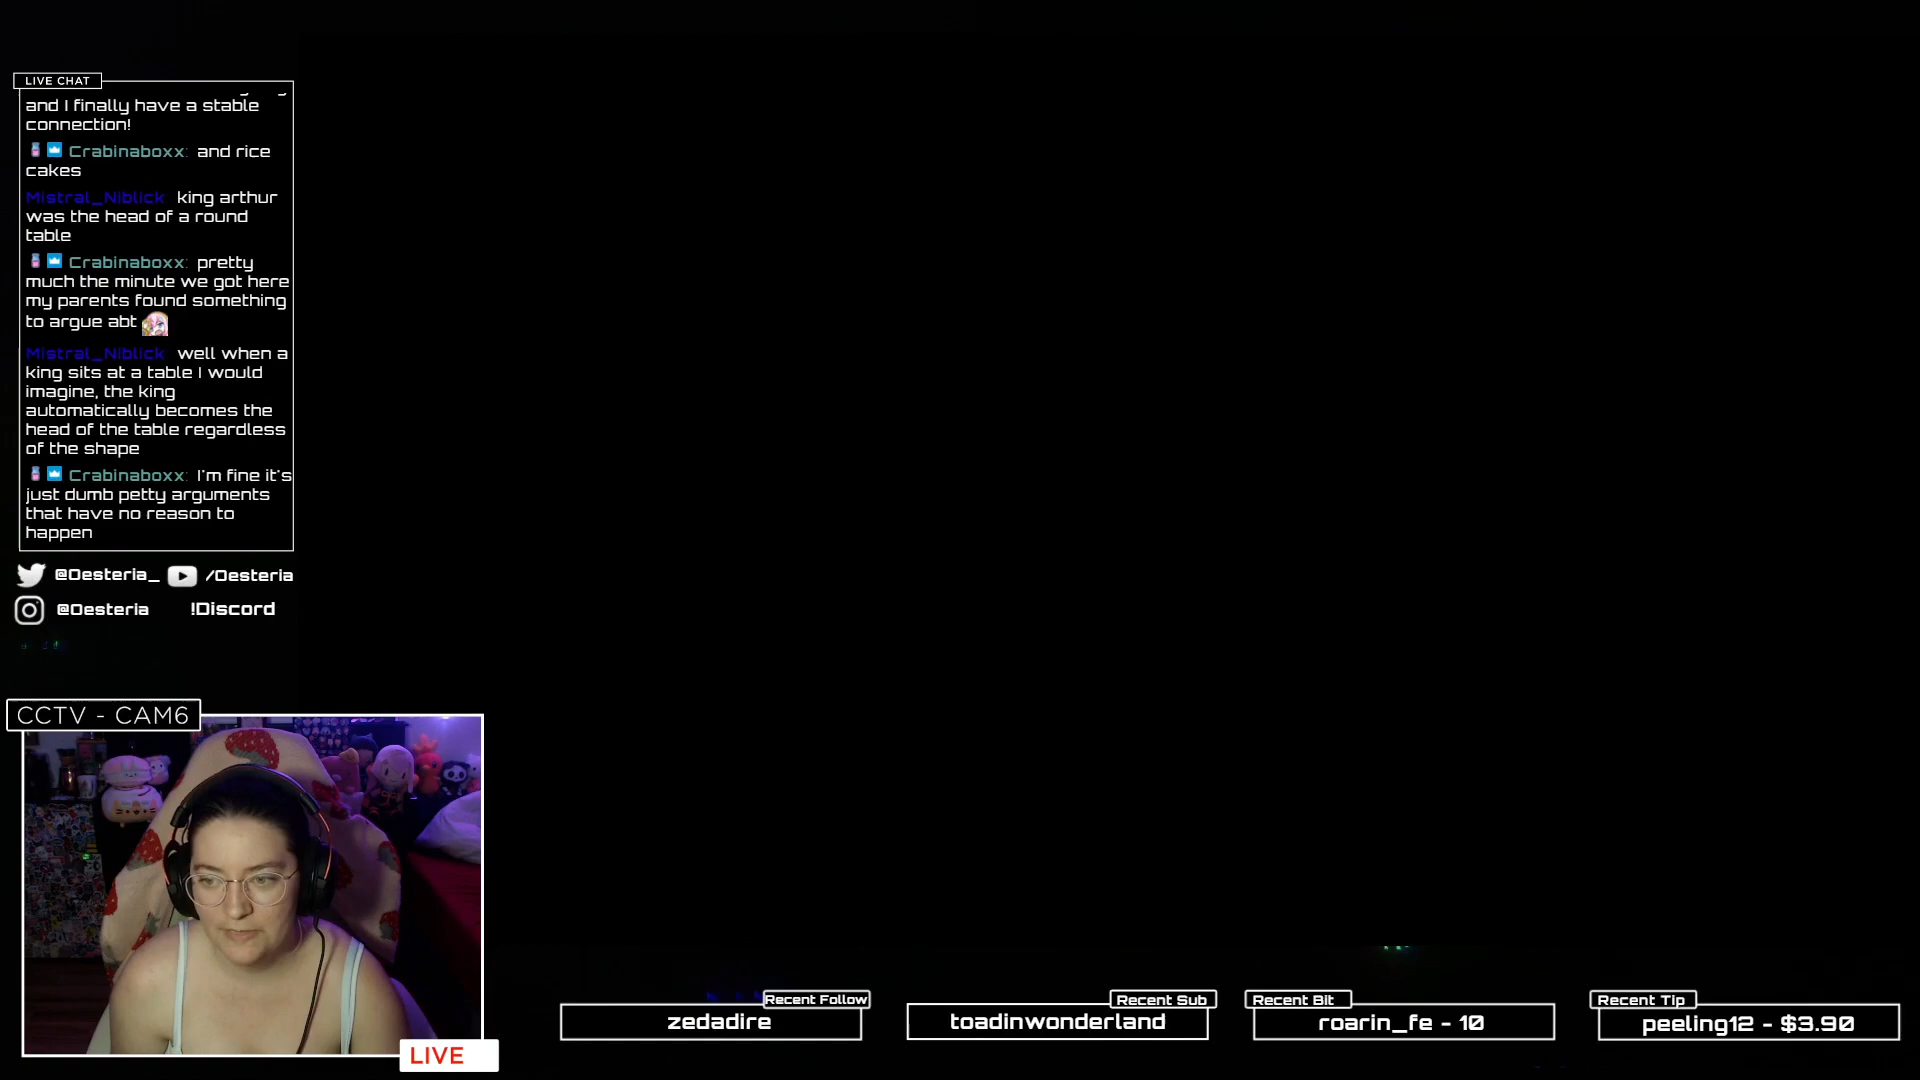 LIVE CHAT
and I finally have a stable
connection!
Crabinaboxx: and rice
cakes
Mistral_Niblick king arthur
was the head of a round
table
Crabinaboxx: pretty
much the minute we got here
my parents found something
to argue abt
Mistral_Niblick well when a
king sits at a table I would
imagine, the king
automatically becomes the
head of the table regardless
of the shape
Crabinaboxx: I'm fine it's
just dumb petty arguments
that have no reason to
happen
@Desteria_ /Desteria
@Desteria !Discord
CCTV - CAM6
LIVE
Recent Follow
zedadire
Recent Sub
toadinwonderland
Recent Bit
roarin_fe - 10
Recent Tip
peeling12 - $3.90